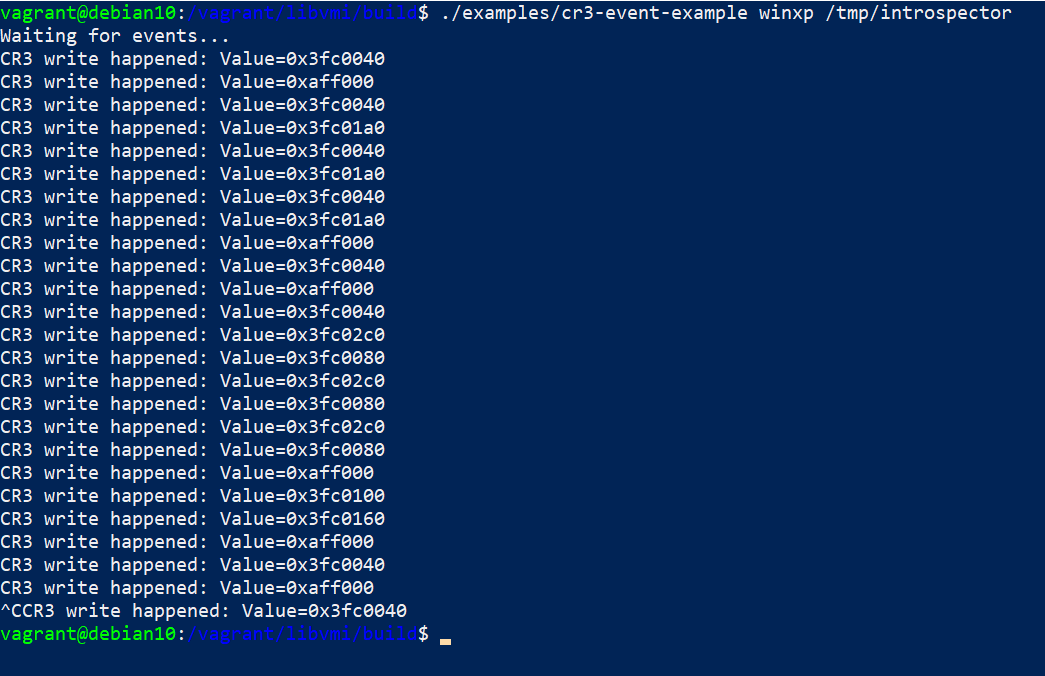 vagrant@debian10:/vagrant/libvmi/build$ ./examples/cr3-event-example winxp /tmp/introspector
Waiting for events...
CR3 write happened: Value=0x3fc0040
CR3 write happened: Value=0xaff000
CR3 write happened: Value=0x3fc0040
CR3 write happened: Value=0x3fc01a0
CR3 write happened: Value=0x3fc0040
CR3 write happened: Value=0x3fc01a0
CR3 write happened: Value=0x3fc0040
CR3 write happened: Value=0x3fc01a0
CR3 write happened: Value=0xaff000
CR3 write happened: Value=0x3fc0040
CR3 write happened: Value=0xaff000
CR3 write happened: Value=0x3fc0040
CR3 write happened: Value=0x3fc02c0
CR3 write happened: Value=0x3fc0080
CR3 write happened: Value=0x3fc02c0
CR3 write happened: Value=0x3fc0080
CR3 write happened: Value=0x3fc02c0
CR3 write happened: Value=0x3fc0080
CR3 write happened: Value=0xaff000
CR3 write happened: Value=0x3fc0100
CR3 write happened: Value=0x3fc0160
CR3 write happened: Value=0xaff000
CR3 write happened: Value=0x3fc0040
CR3 write happened: Value=0xaff000
^CCR3 write happened: Value=0x3fc0040
vagrant@debian10:/vagrant/libvmi/build$